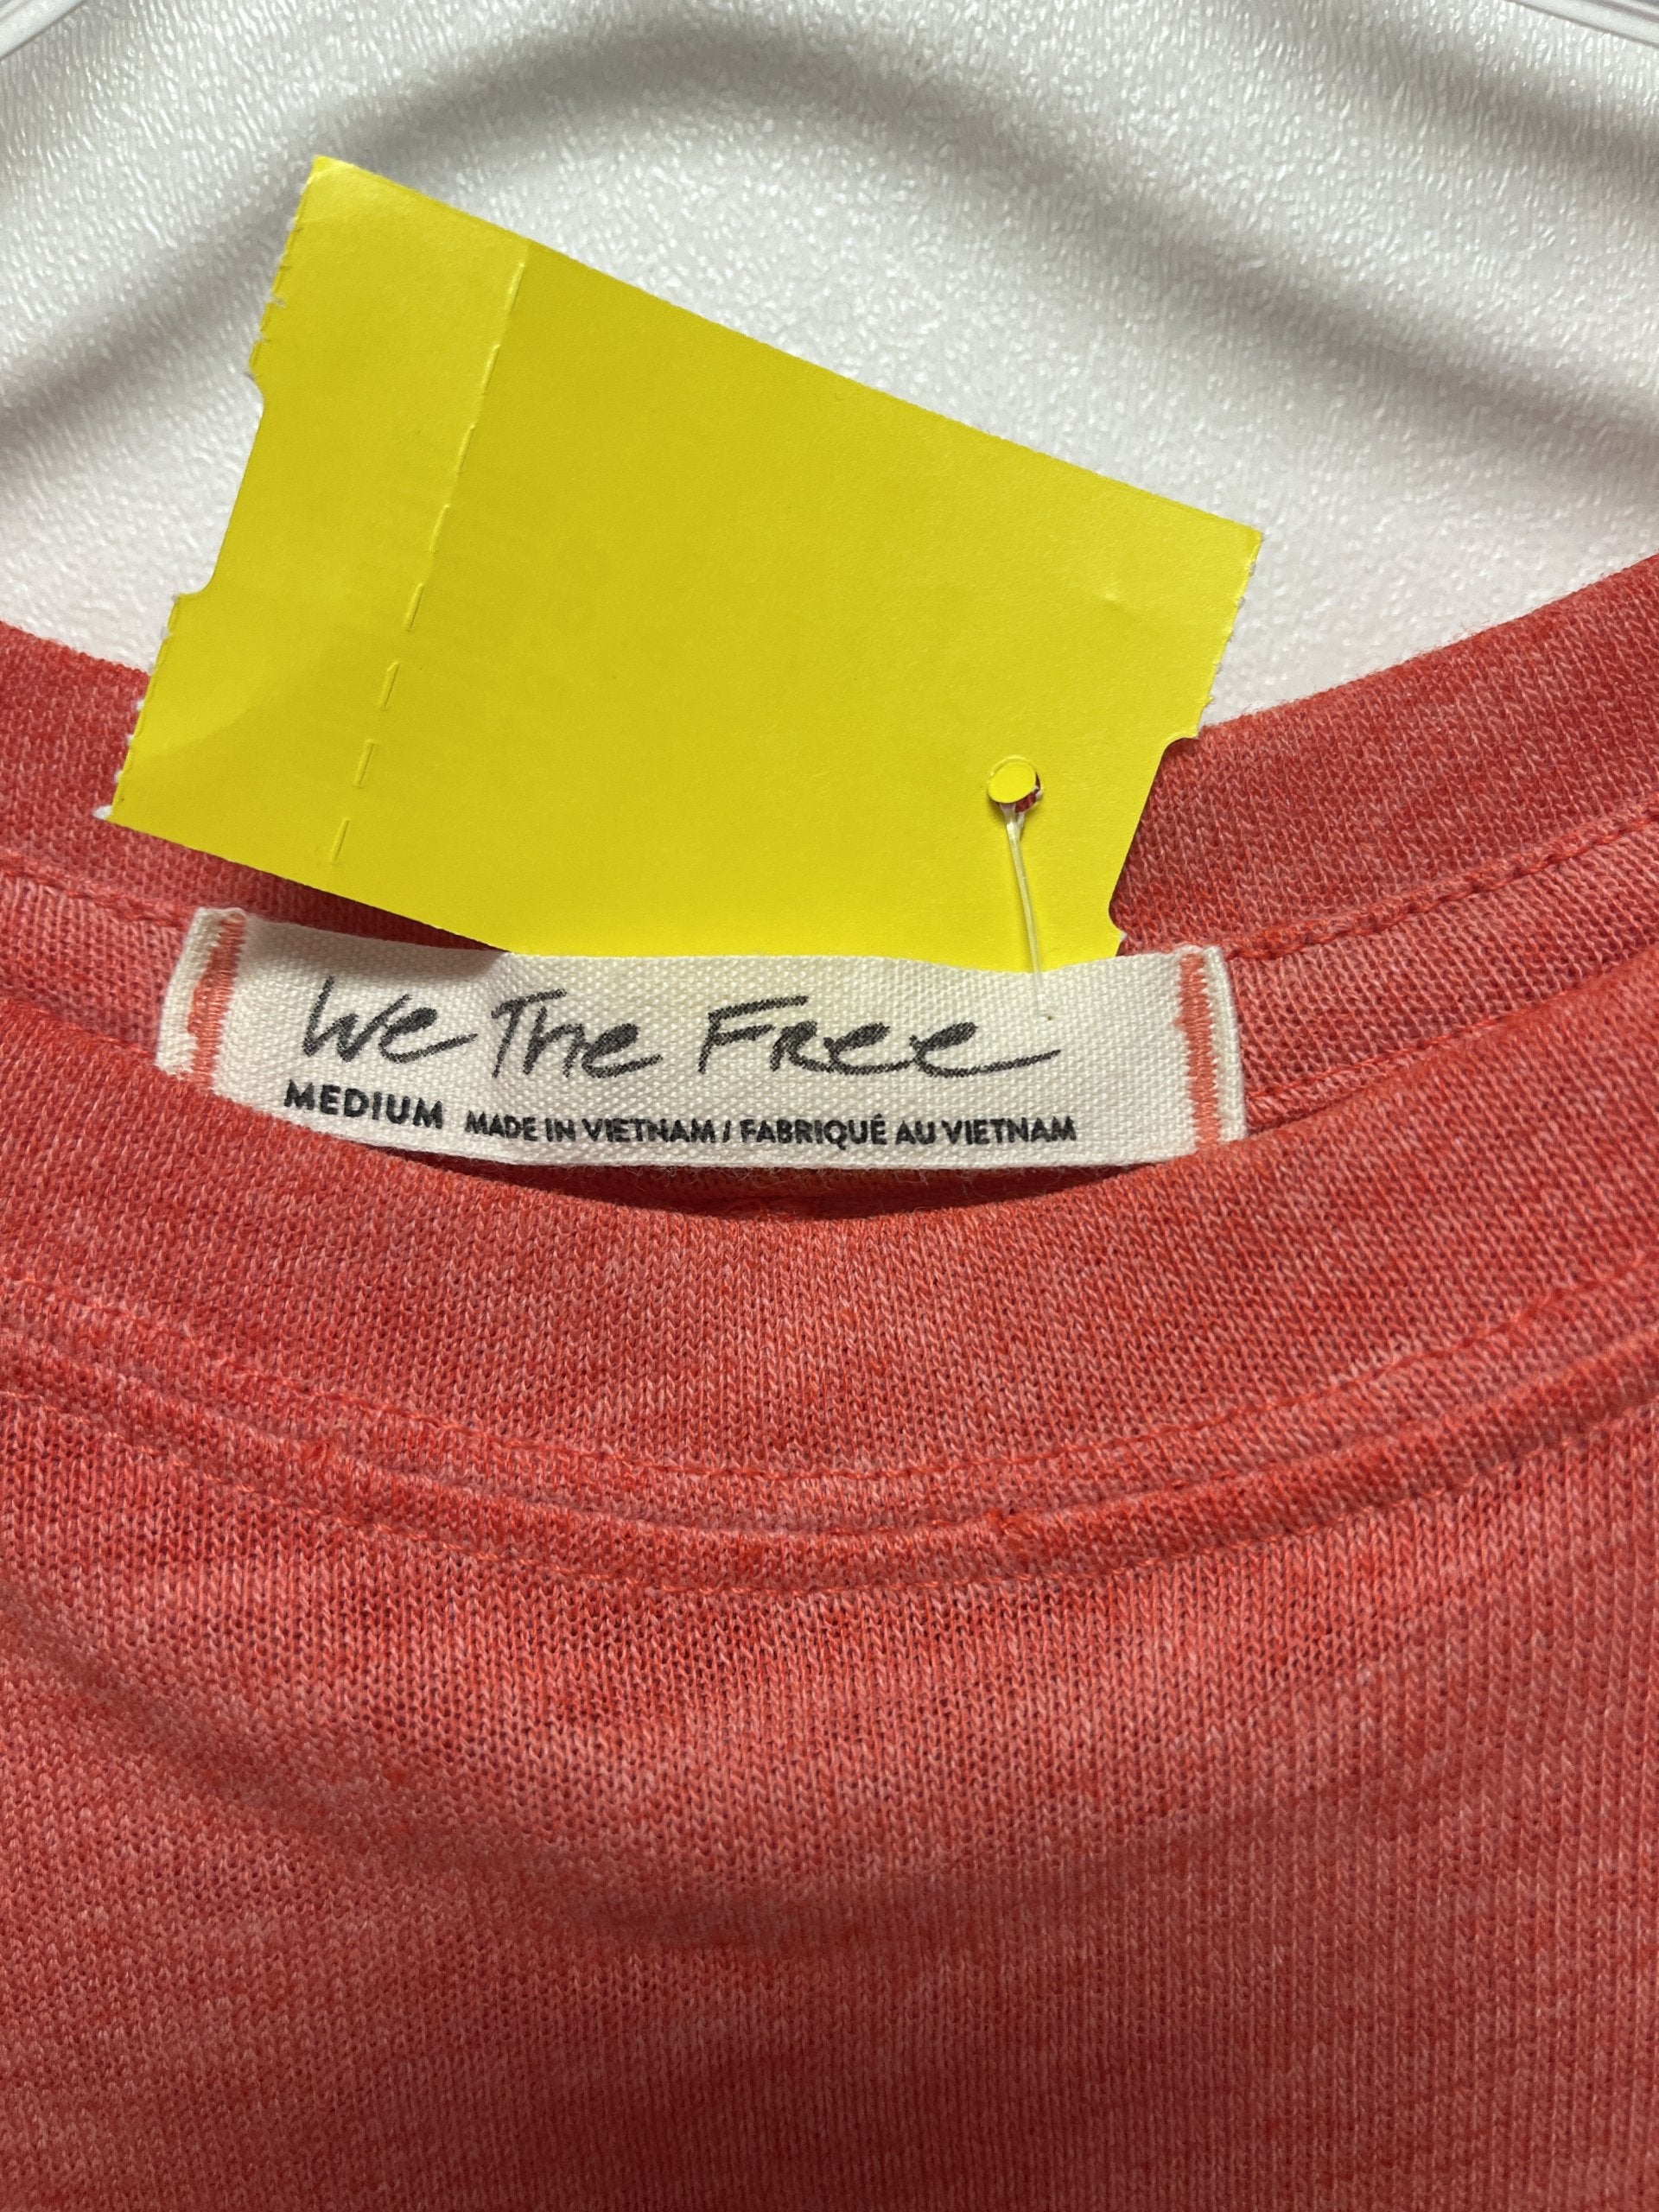 We The Free
MEDIUM MADE IN VIETNAM / FABRIQUÉ AU VIETNAM